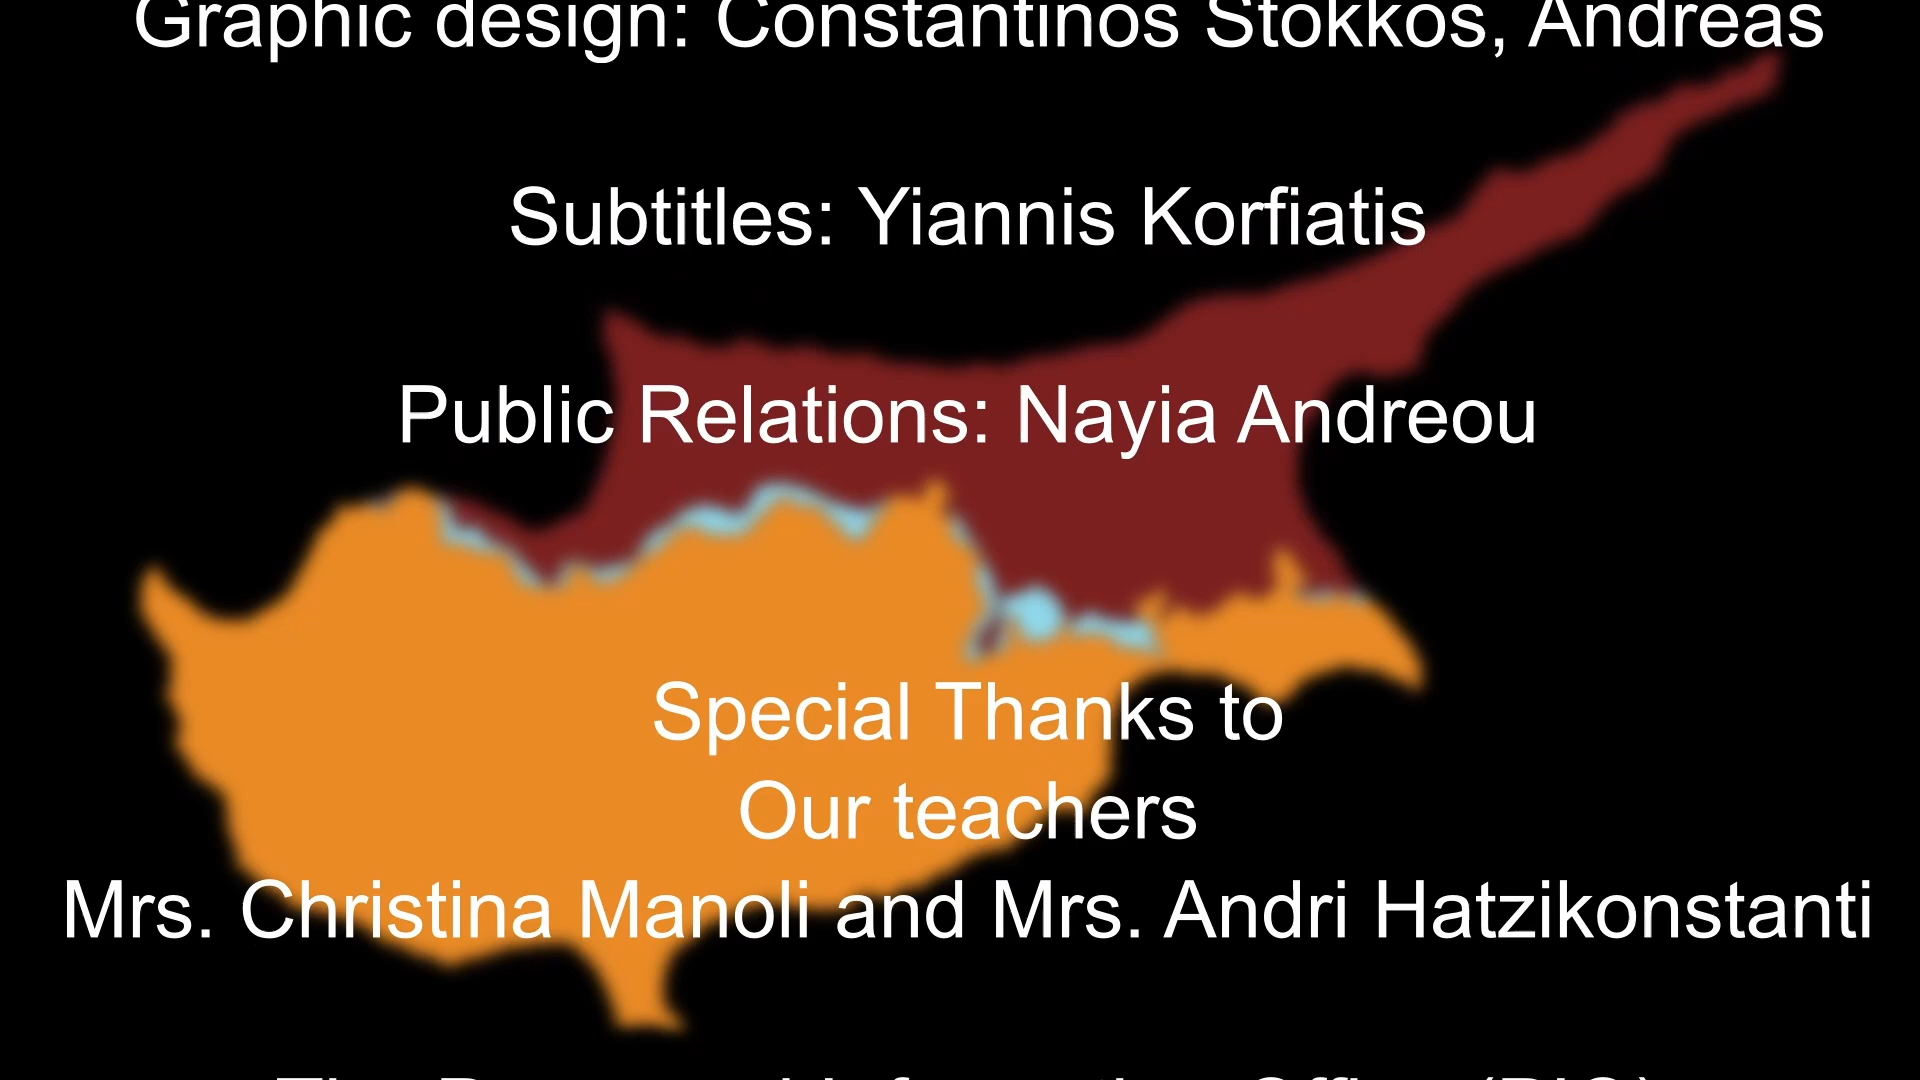 Graphic design: Constantinos Stokkos, Andreas
Subtitles: Yiannis Korfiatis
Public Relations: Nayia Andreou
Special Thanks to
Our teachers
Mrs. Christina Manoli and Mrs. Andri Hatzikonstanti